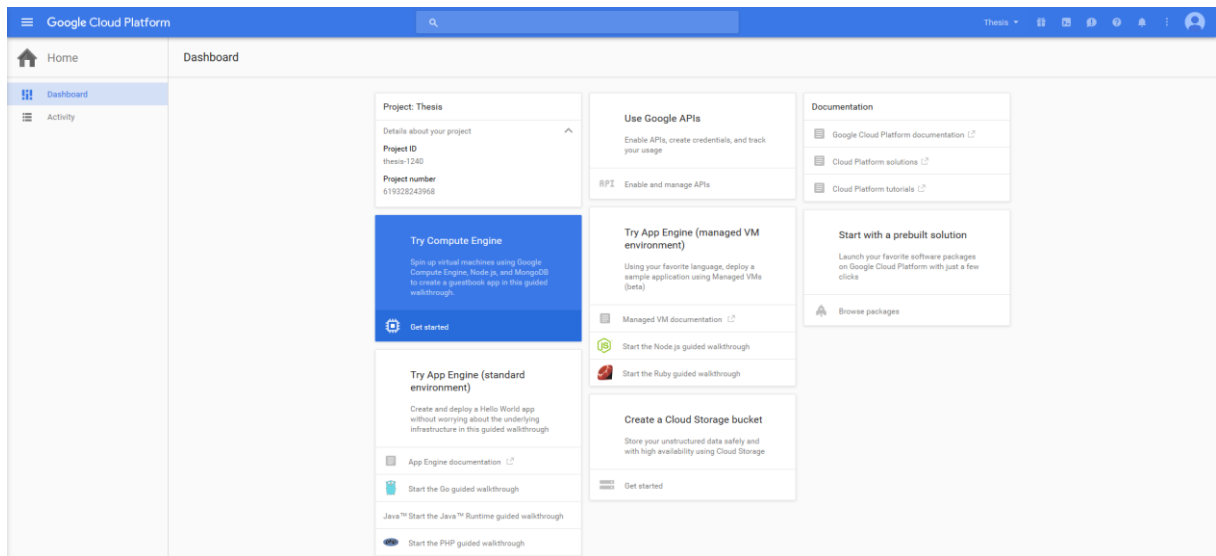 Google Cloud Platform
Thesis
Home
Dashboard
Dashboard
Activity
Project: Thesis
Details about your project
Project ID
thesis-1240
Project number
619328243968
Try Compute Engine
Spin up virtual machines using Google
Compute Engine, Node.js, and MongoDB
to create a guestbook app in this guided
walkthrough.
Get started
Try App Engine (standard
environment)
Create and deploy a Hello World app
without worrying about the underlying
infrastructure in this guided walkthrough
App Engine documentation
Start the Go guided walkthrough
Java™ Start the Java™ Runtime guided walkthrough
php Start the PHP guided walkthrough
Use Google APIs
Enable APIs, create credentials, and track
your usage
API Enable and manage APIs
Try App Engine (managed VM
environment)
Using your favorite language, deploy a
sample application using Managed VMs
(beta)
Managed VM documentation
JS Start the Node.js guided walkthrough
Start the Ruby guided walkthrough
Create a Cloud Storage bucket
Store your unstructured data safely and
with high availability using Cloud Storage
Get started
Documentation
Google Cloud Platform documentation
Cloud Platform solutions
Cloud Platform tutorials
Start with a prebuilt solution
Launch your favorite software packages
on Google Cloud Platform with just a few
clicks
Browse packages